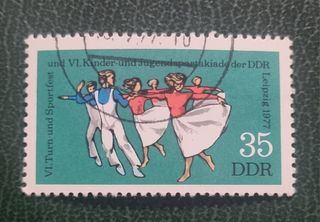 VI. Turn und Sportfest
und VI. Kinder- und Jugendspartakiade der DDR
Leipzig 1977
35
DDR